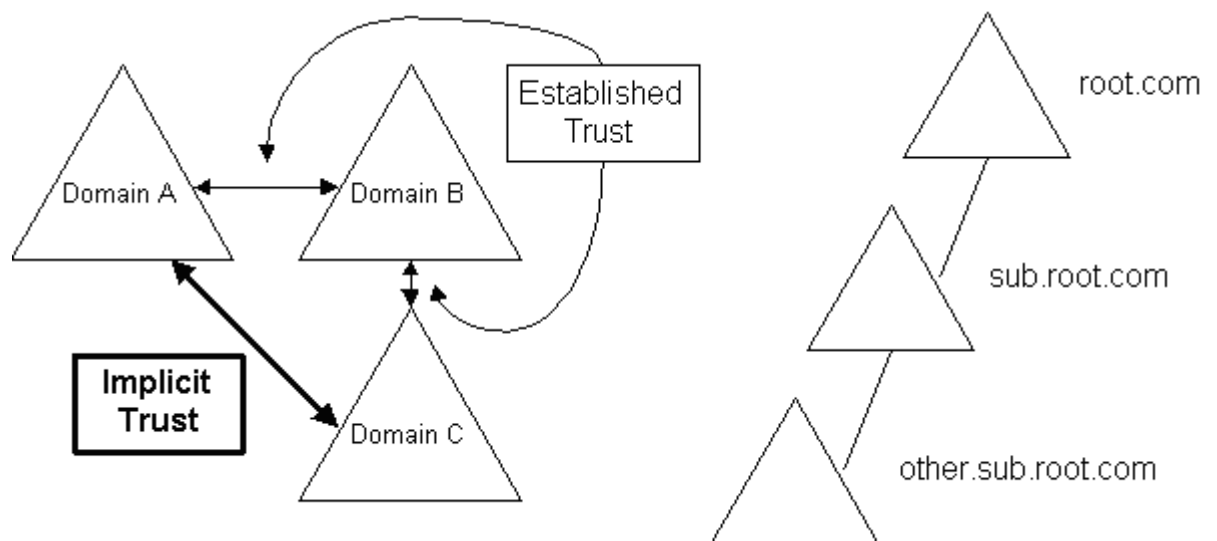 Established
Trust
Domain A
Domain B
Implicit
Trust
Domain C
root.com
sub.root.com
other.sub.root.com